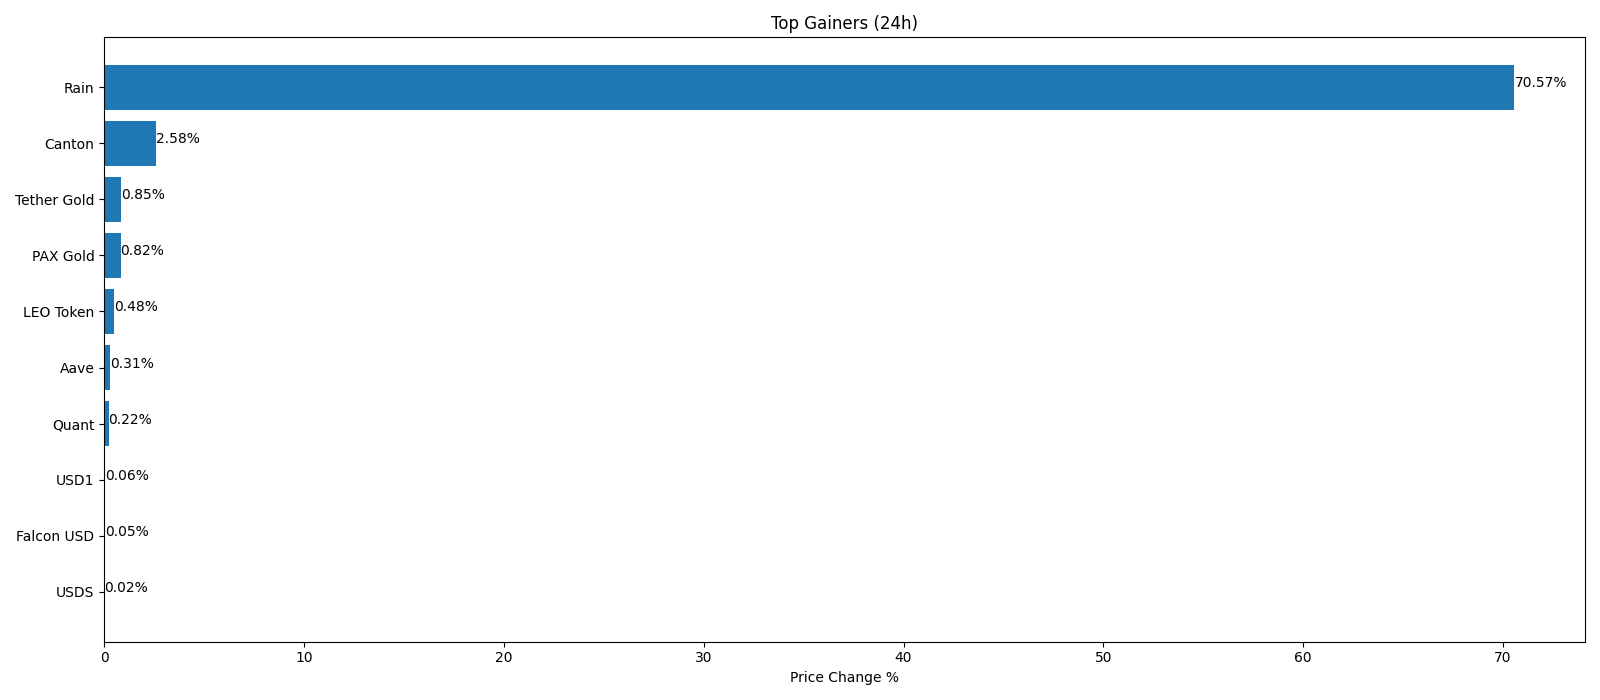 Top Gainers (24h)
Rain 70.57%
Canton 2.58%
Tether Gold 0.85%
PAX Gold 0.82%
LEO Token 0.48%
Aave 0.31%
Quant 0.22%
USD1 0.06%
Falcon USD 0.05%
USDS 0.02%
0 10 20 30 40 50 60 70
Price Change %